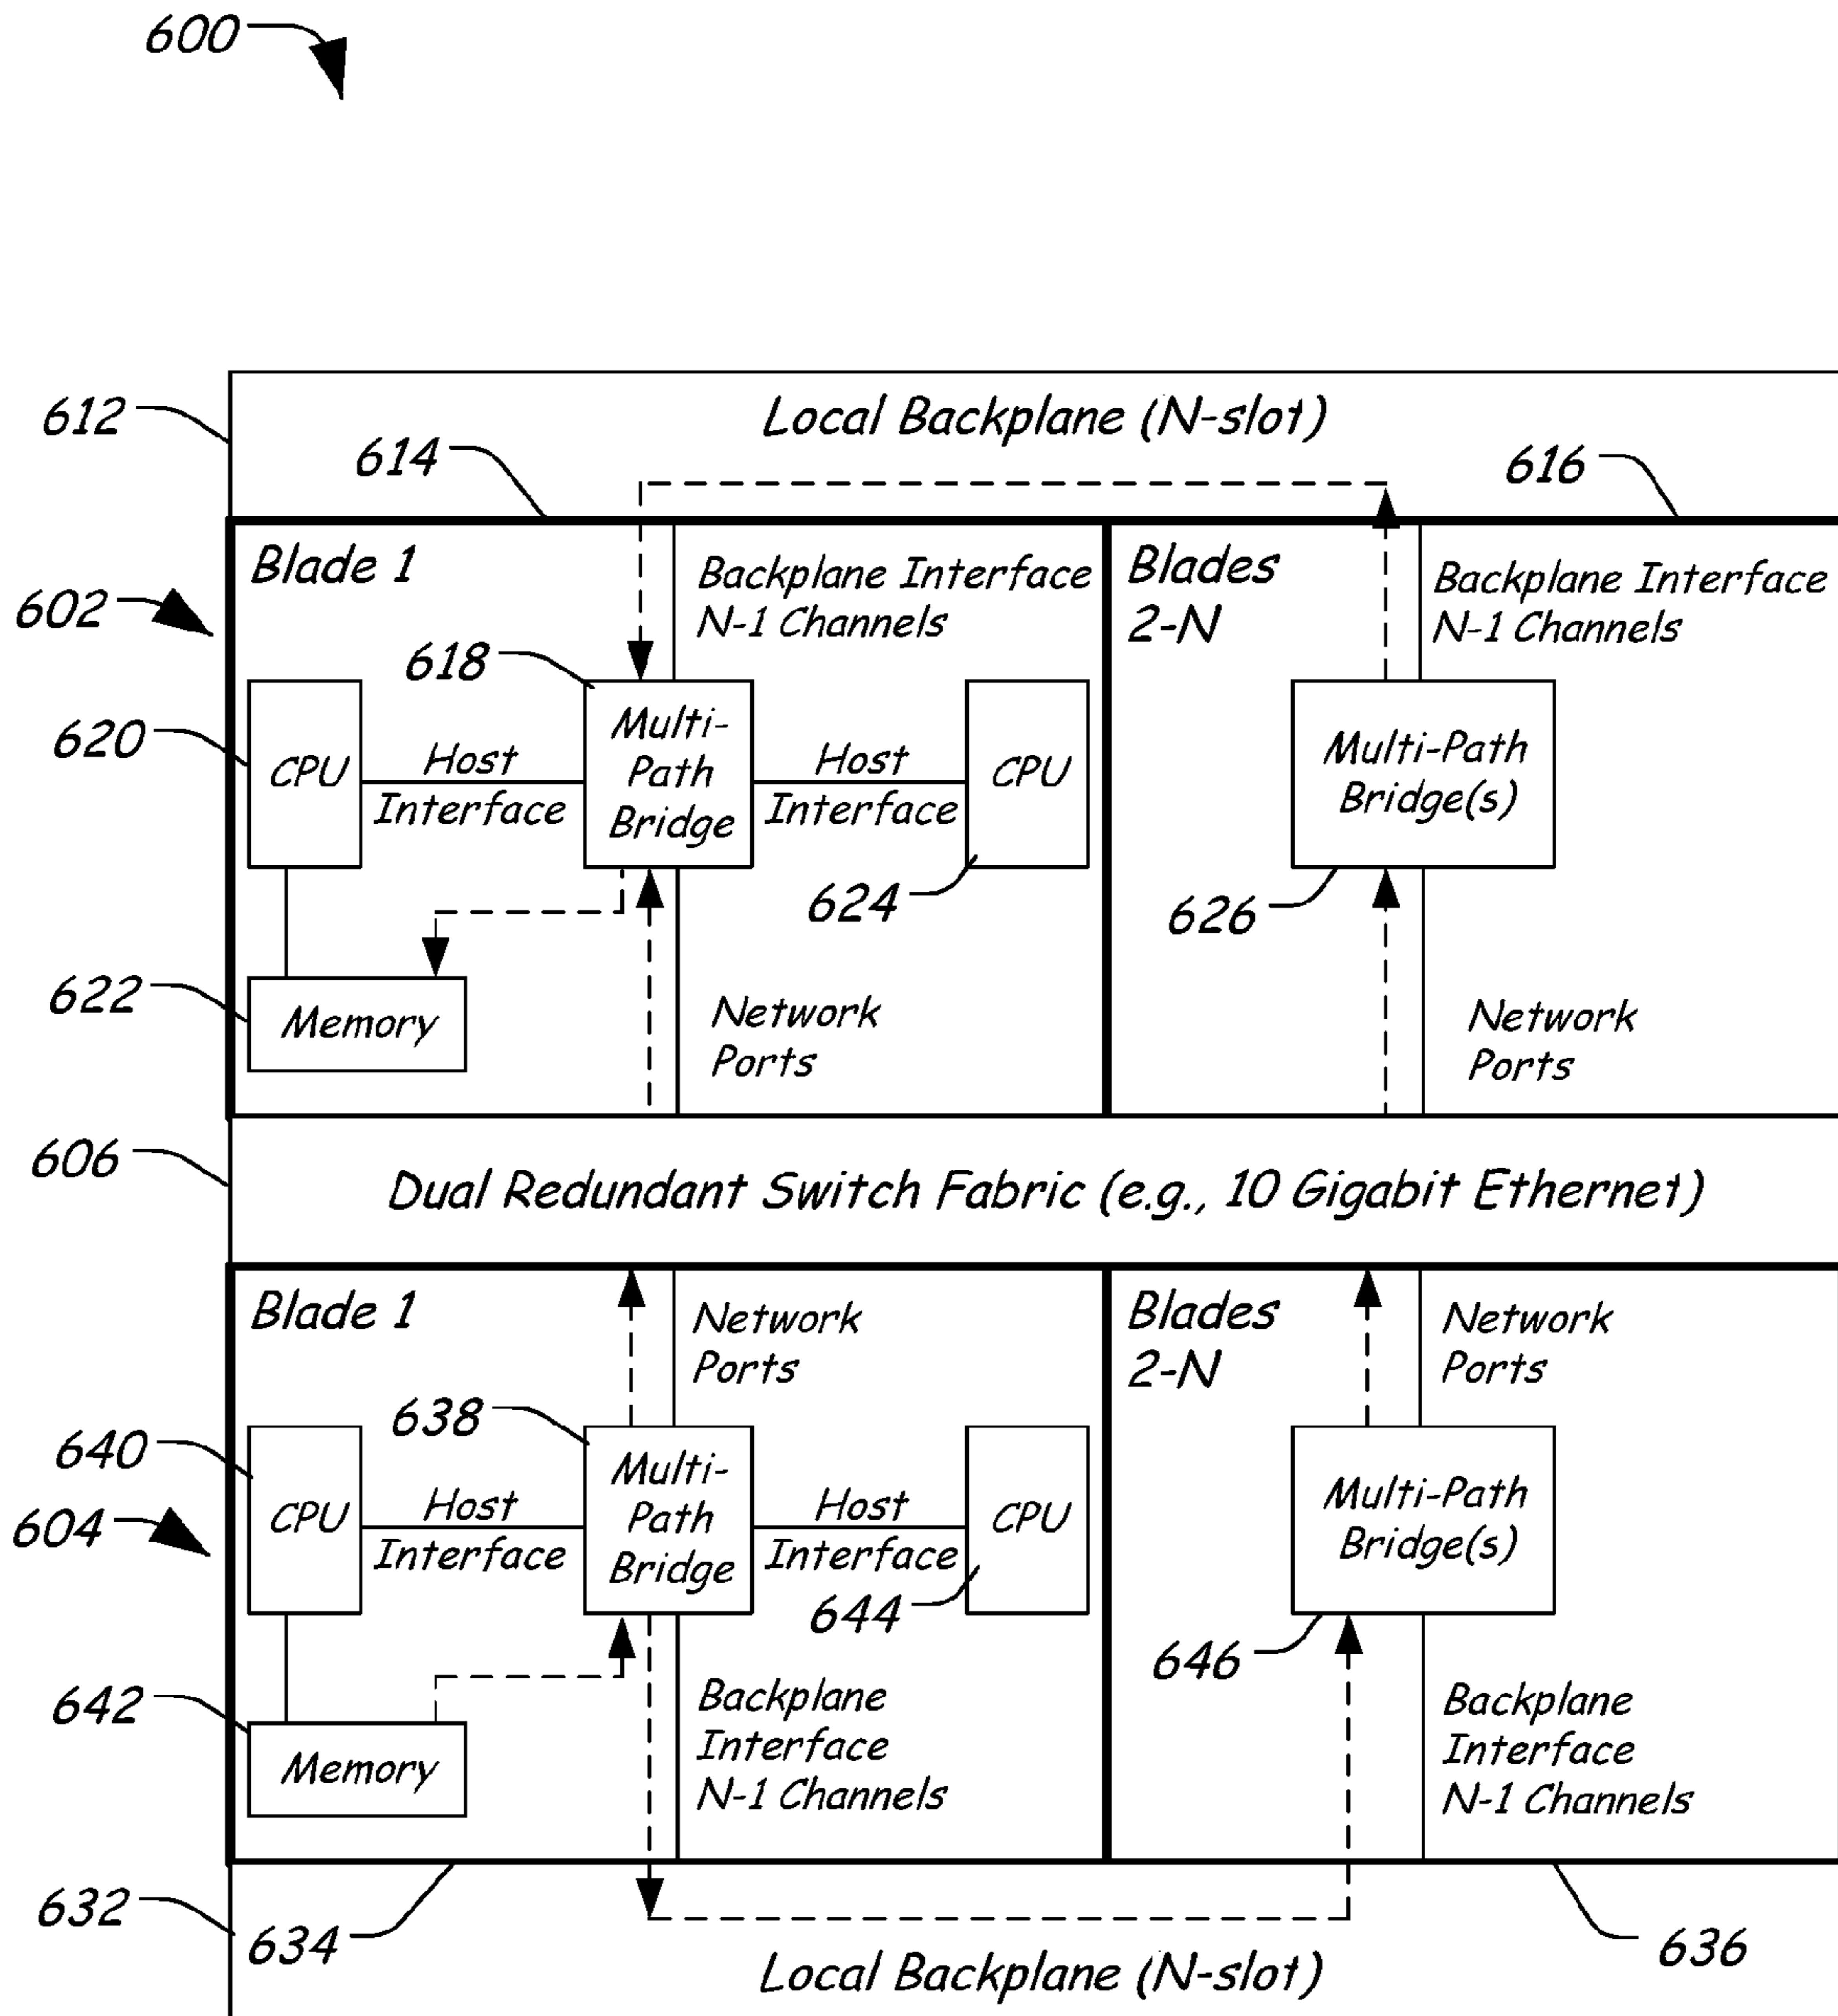 600
612
Local Backplane (N-slot)
614
616
602
Blade 1
Backplane Interface
N-1 Channels
Blades
2-N
Backplane Interface
N-1 Channels
618
620
CPU
Host
Interface
Multi-
Path
Bridge
Host
Interface
CPU
Multi-Path
Bridge(s)
624
626
622
Memory
Network
Ports
Network
Ports
606
Dual Redundant Switch Fabric (e.g., 10 Gigabit Ethernet)
Blade 1
Network
Ports
Blades
2-N
Network
Ports
638
640
604
CPU
Host
Interface
Multi-
Path
Bridge
Host
Interface
CPU
Multi-Path
Bridge(s)
644
646
642
Memory
Backplane
Interface
N-1 Channels
Backplane
Interface
N-1 Channels
632
634
636
Local Backplane (N-slot)